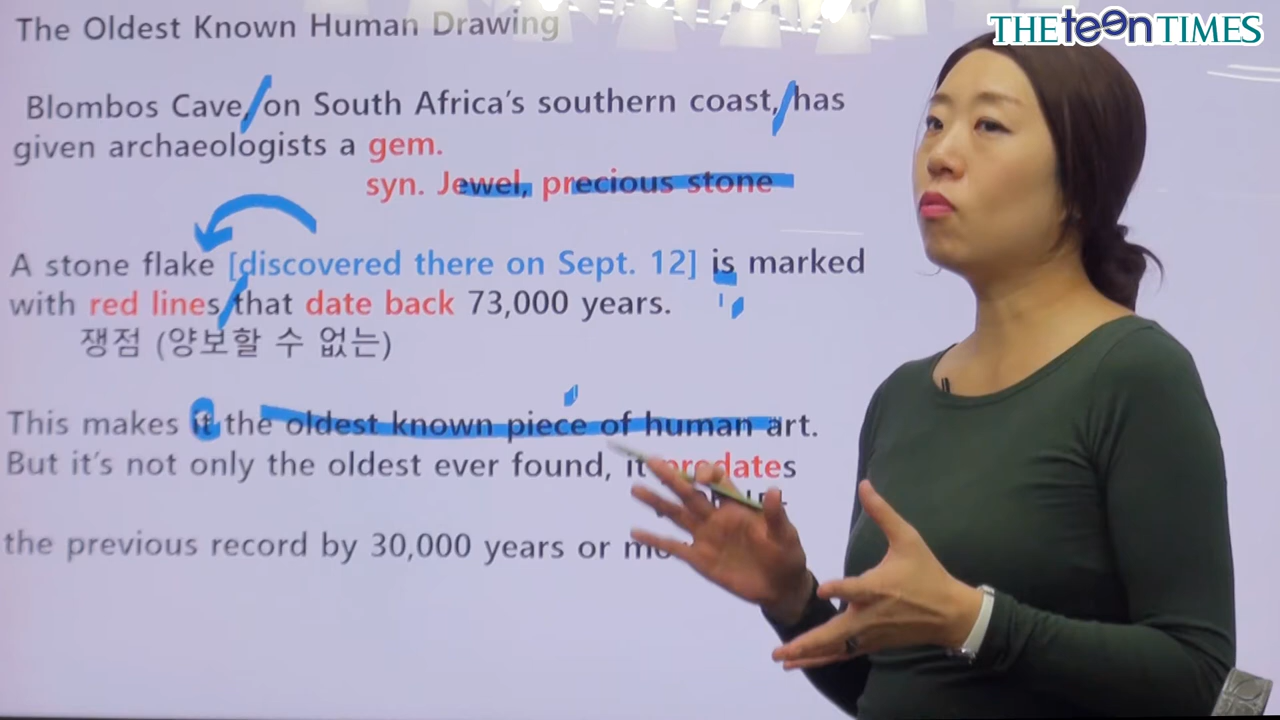 THE teen TIMES
The Oldest Known Human Drawing
Blombos Cave, on South Africa's southern coast, has
given archaeologists a gem.
syn. Jewel, precious stone
A stone flake [discovered there on Sept. 12] is marked
with red lines that date back 73,000 years.
쟁점 (양보할 수 없는)
This makes it the oldest known piece of human art.
But it's not only the oldest ever found, it predates
the previous record by 30,000 years or